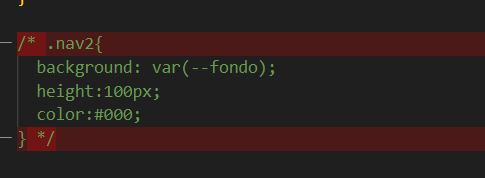 }
/* .nav2{
background: var(--fondo);
height:100px;
color:#000;
} */